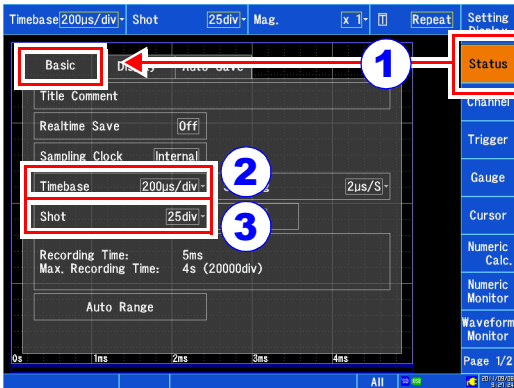 Timebase 200µs/div Shot 25div Mag. x 1 T Repeat
Setting
Status
Channel
Trigger
Gauge
Cursor
Numeric
Calc.
Numeric
Monitor
Waveform
Monitor
Page 1/2
1
Basic
Title Comment
Realtime Save Off
Sampling Clock Internal
2
Timebase 200µs/div 2µs/S
3
Shot 25div
Recording Time: 5ms
Max. Recording Time: 4s (20000div)
Auto Range
0s 1ms 2ms 3ms 4ms
All